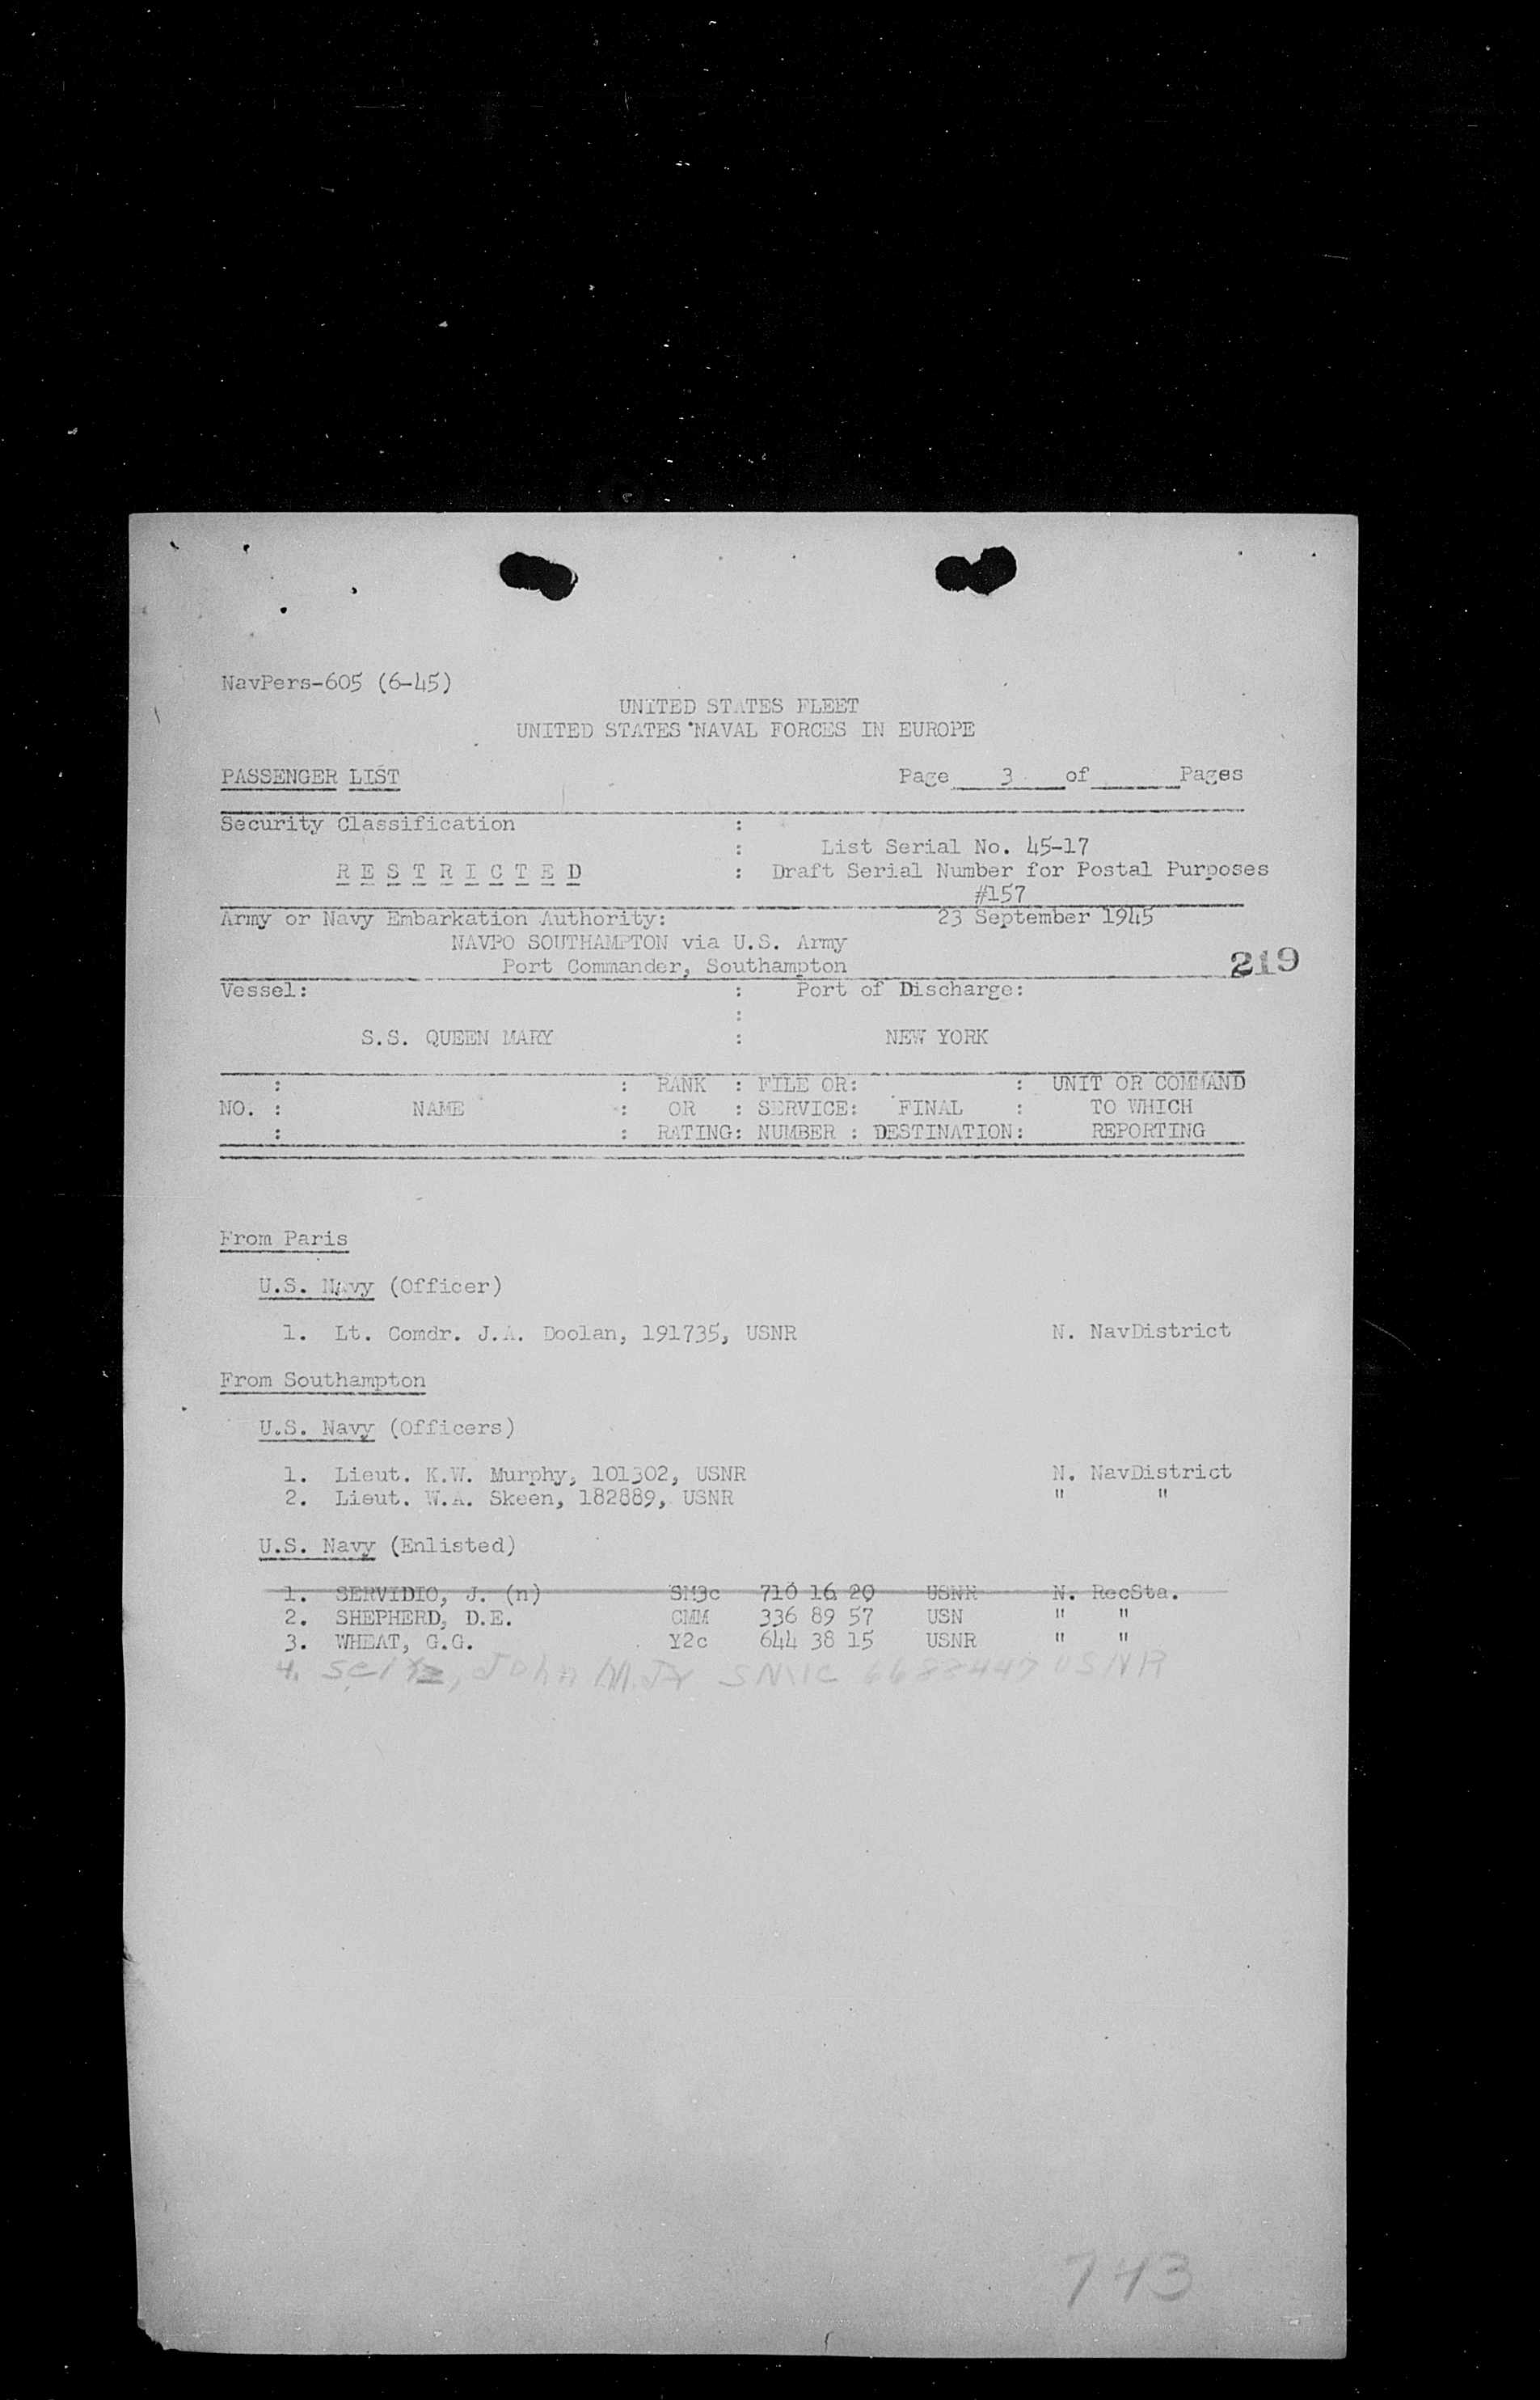 NavPers-605 (6-45)
UNITED STATES FLEET
UNITED STATES NAVAL FORCES IN EUROPE
PASSENGER LIST Page 3 of Pages
Security Classification :
: List Serial No. 45-17
R E S T R I C T E D : Draft Serial Number for Postal Purposes
#157
Army or Navy Embarkation Authority: 23 September 1945
NAVPO SOUTHAMPTON via U.S. Army
Port Commander, Southampton
219
Vessel: : Port of Discharge:
:
S.S. QUEEN MARY : NEW YORK
: : RANK : FILE OR: : UNIT OR COMMAND
NO. : NAME : OR : SERVICE: FINAL : TO WHICH
: : RATING: NUMBER : DESTINATION: REPORTING
From Paris
U.S. Navy (Officer)
1. Lt. Comdr. J.A. Doolan, 191735, USNR N. NavDistrict
From Southampton
U.S. Navy (Officers)
1. Lieut. K.W. Murphy, 101302, USNR N. NavDistrict
2. Lieut. W.A. Skeen, 182889, USNR " "
U.S. Navy (Enlisted)
1. SERVIDIO, J. (n) SM3c 710 16 20 USNR N. RecSta.
2. SHEPHERD, D.E. CMM 336 89 57 USN " "
3. WHEAT, G.G. Y2c 644 38 15 USNR " "
4. Seitz, John M. Jr USNR
743